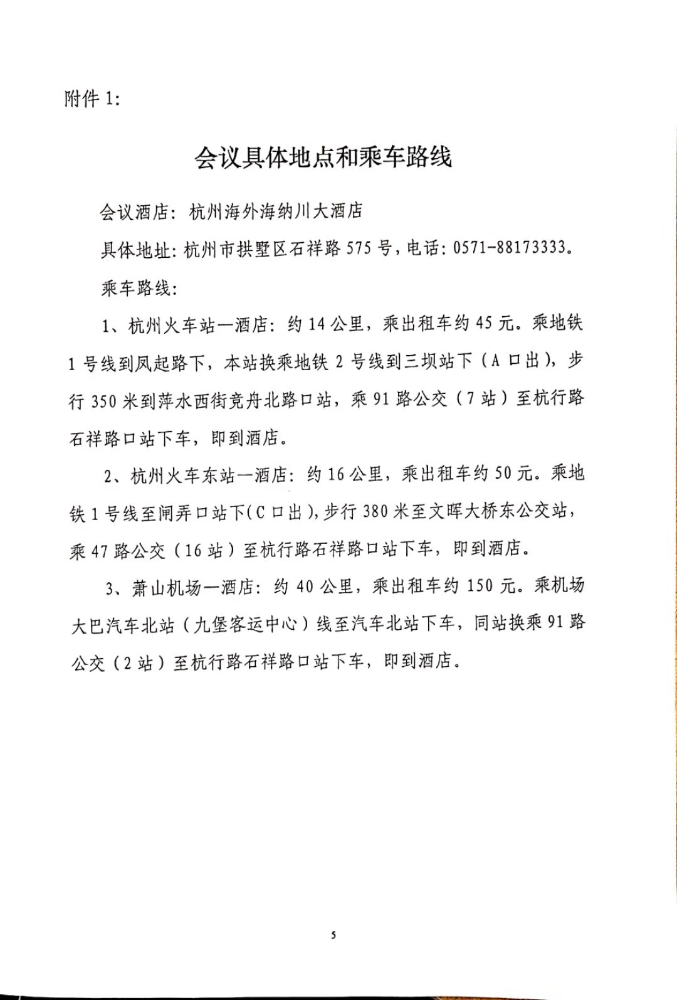 附件 1:
会议具体地点和乘车路线
会议酒店：杭州海外海纳川大酒店
具体地址：杭州市拱墅区石祥路 575 号，电话：0571-88173333。
乘车路线：
1、杭州火车站—酒店：约 14 公里，乘出租车约 45 元。乘地铁
1 号线到凤起路下，本站换乘地铁 2 号线到三坝站下（A 口出），步
行 350 米到萍水西街竞舟北路口站，乘 91 路公交（7 站）至杭行路
石祥路口站下车，即到酒店。
2、杭州火车东站—酒店：约 16 公里，乘出租车约 50 元。乘地
铁 1 号线至闸弄口站下(C 口出)，步行 380 米至文晖大桥东公交站，
乘 47 路公交（16 站）至杭行路石祥路口站下车，即到酒店。
3、萧山机场—酒店：约 40 公里，乘出租车约 150 元。乘机场
大巴汽车北站（九堡客运中心）线至汽车北站下车，同站换乘 91 路
公交（2 站）至杭行路石祥路口站下车，即到酒店。
5